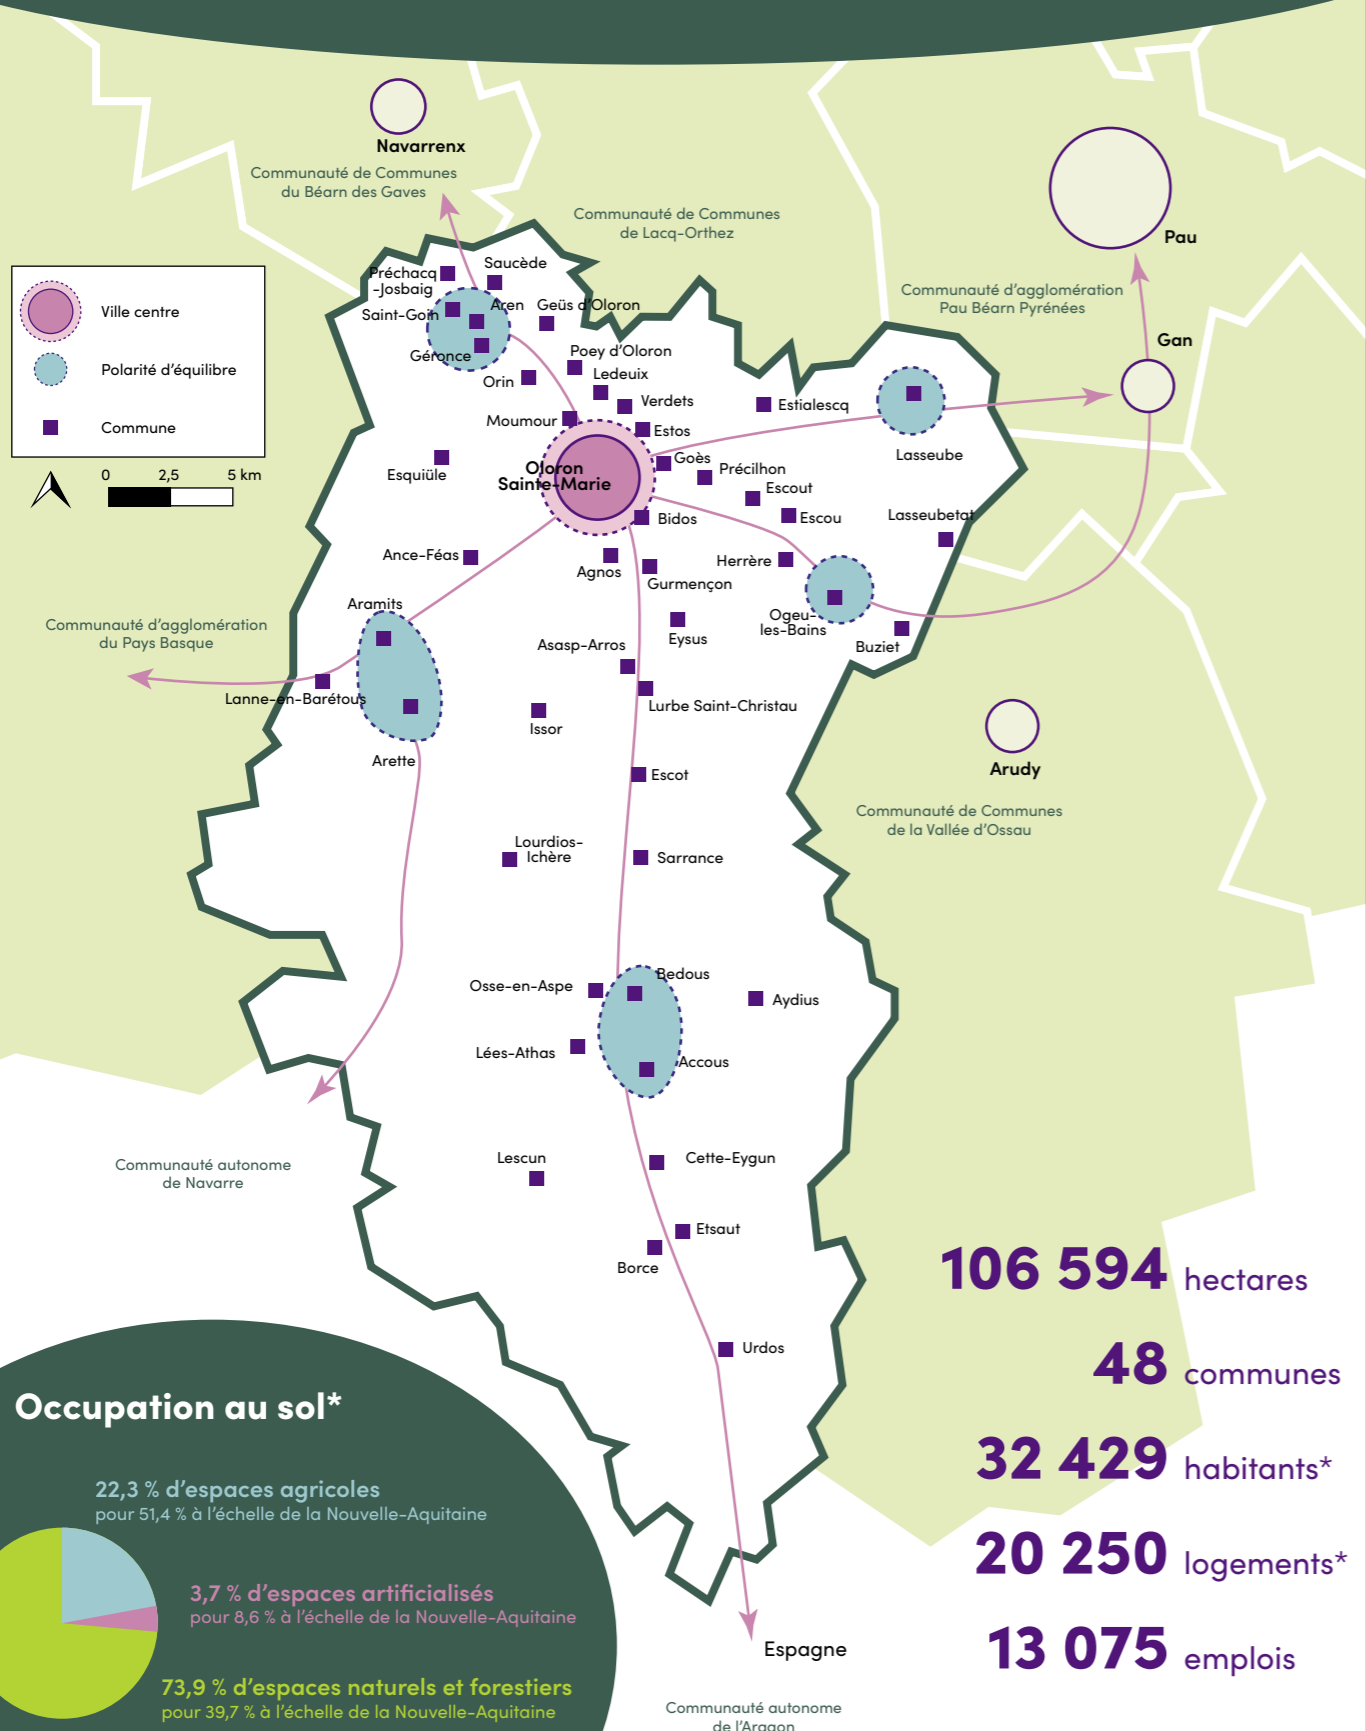 Navarrenx
Communauté de Communes
du Béarn des Gaves
Communauté de Communes
de Lacq-Orthez
Pau
Communauté d'agglomération
Pau Béarn Pyrénées
Gan
Ville centre
Polarité d'équilibre
Commune
0 2,5 5 km
Préchacq
-Josbaig
Saucède
Saint-Goin
Aren
Geüs d'Oloron
Géronce
Poey d'Oloron
Orin
Ledeuix
Verdets
Moumour
Estos
Estialescq
Lasseube
Esquiüle
Oloron
Sainte-Marie
Goès
Précilhon
Escout
Bidos
Escou
Lasseubetat
Ance-Féas
Agnos
Gurmençon
Herrère
Aramits
Ogeu-
les-Bains
Eysus
Buziet
Communauté d'agglomération
du Pays Basque
Asasp-Arros
Lanne-en-Barétous
Lurbe Saint-Christau
Issor
Arette
Arudy
Escot
Communauté de Communes
de la Vallée d'Ossau
Lourdios-
Ichère
Sarrance
Bedous
Osse-en-Aspe
Aydius
Lées-Athas
Accous
Communauté autonome
de Navarre
Lescun
Cette-Eygun
Etsaut
Borce
Urdos
Espagne
Communauté autonome
de l'Aragon
106 594 hectares
48 communes
32 429 habitants*
20 250 logements*
13 075 emplois
Occupation au sol*
22,3 % d'espaces agricoles
pour 51,4 % à l'échelle de la Nouvelle-Aquitaine
3,7 % d'espaces artificialisés
pour 8,6 % à l'échelle de la Nouvelle-Aquitaine
73,9 % d'espaces naturels et forestiers
pour 39,7 % à l'échelle de la Nouvelle-Aquitaine